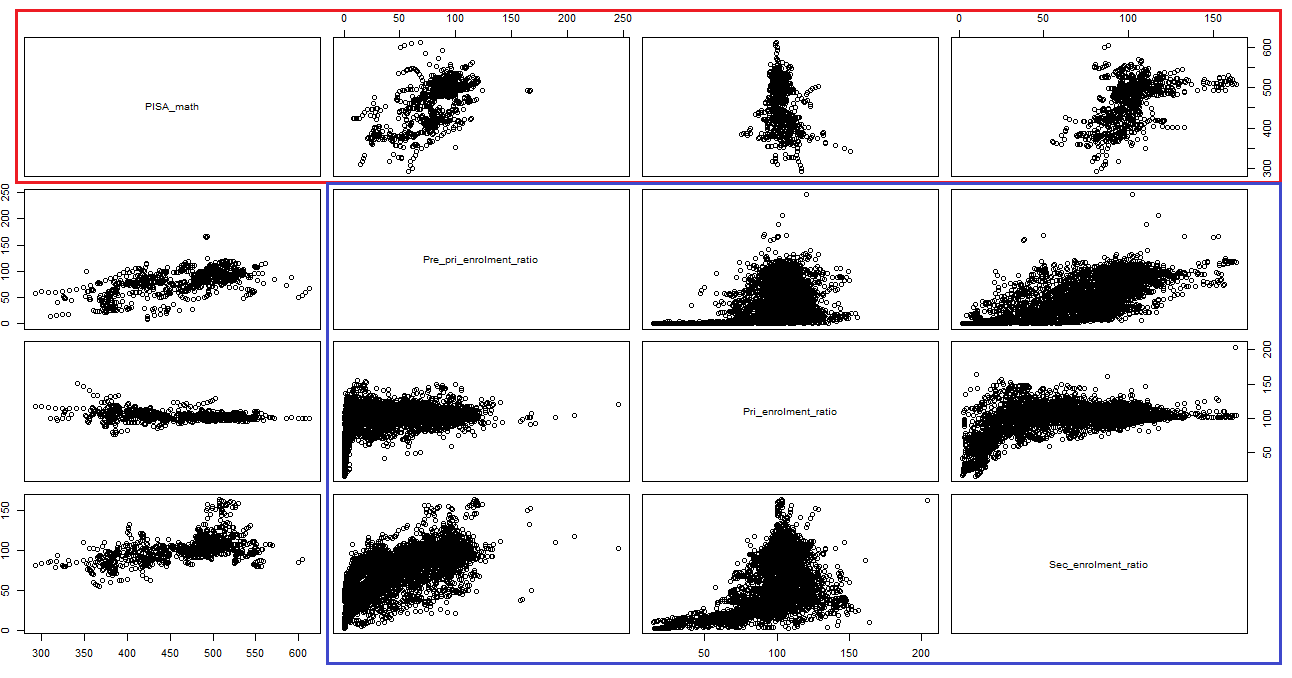 0 50 100 150 200 250 0 50 100 150
PISA_math
300 400 500 600
0 50 100 150 200 250
Pre_pri_enrolment_ratio
Pri_enrolment_ratio
50 100 150 200
0 50 100 150
Sec_enrolment_ratio
300 350 400 450 500 550 600 50 100 150 200